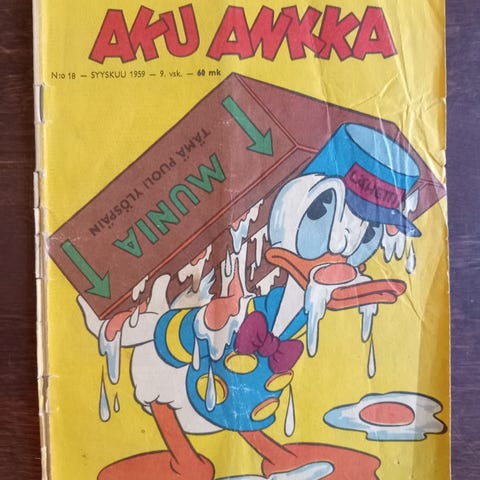 AKU ANKKA
N:o 18 — SYYSKUU 1959 — 9. vsk. — 60 mk
TÄMÄ PUOLI YLÖSPÄIN
MUNIA
LÄHETTI